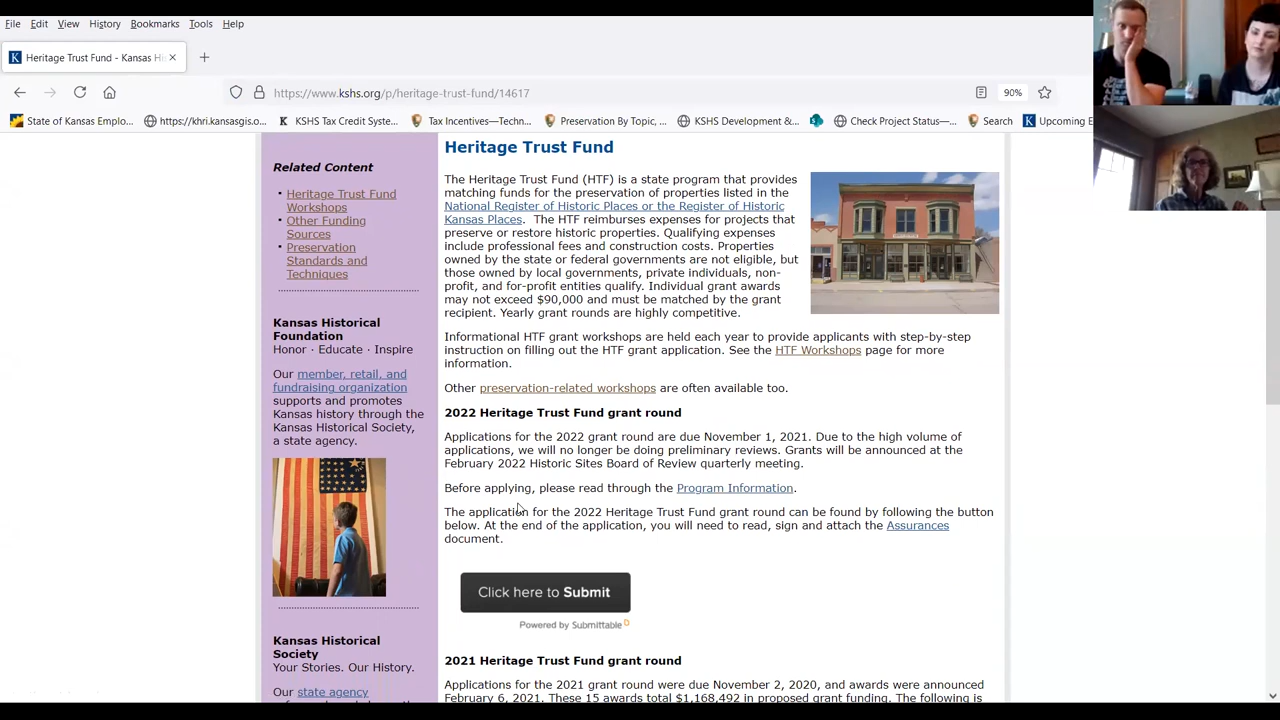 File Edit View History Bookmarks Tools Help
K Heritage Trust Fund - Kansas Hi
https://www.kshs.org/p/heritage-trust-fund/14617
90%
State of Kansas Emplo... https://khri.kansasgis.o... K KSHS Tax Credit Syste... Tax Incentives—Techn... Preservation By Topic, ... KSHS Development &... Check Project Status—... Search K Upcoming E
Related Content
• Heritage Trust Fund
Workshops
• Other Funding
Sources
• Preservation
Standards and
Techniques
Kansas Historical
Foundation
Honor · Educate · Inspire
Our member, retail, and
fundraising organization
supports and promotes
Kansas history through the
Kansas Historical Society,
a state agency.
Kansas Historical
Society
Your Stories. Our History.
Our state agency
Heritage Trust Fund
The Heritage Trust Fund (HTF) is a state program that provides
matching funds for the preservation of properties listed in the
National Register of Historic Places or the Register of Historic
Kansas Places. The HTF reimburses expenses for projects that
preserve or restore historic properties. Qualifying expenses
include professional fees and construction costs. Properties
owned by the state or federal governments are not eligible, but
those owned by local governments, private individuals, non-
profit, and for-profit entities qualify. Individual grant awards
may not exceed $90,000 and must be matched by the grant
recipient. Yearly grant rounds are highly competitive.
Informational HTF grant workshops are held each year to provide applicants with step-by-step
instruction on filling out the HTF grant application. See the HTF Workshops page for more
information.
Other preservation-related workshops are often available too.
2022 Heritage Trust Fund grant round
Applications for the 2022 grant round are due November 1, 2021. Due to the high volume of
applications, we will no longer be doing preliminary reviews. Grants will be announced at the
February 2022 Historic Sites Board of Review quarterly meeting.
Before applying, please read through the Program Information.
The application for the 2022 Heritage Trust Fund grant round can be found by following the button
below. At the end of the application, you will need to read, sign and attach the Assurances
document.
Click here to Submit
Powered by Submittable
2021 Heritage Trust Fund grant round
Applications for the 2021 grant round were due November 2, 2020, and awards were announced
February 6, 2021. These 15 awards total $1,168,492 in proposed grant funding. The following is